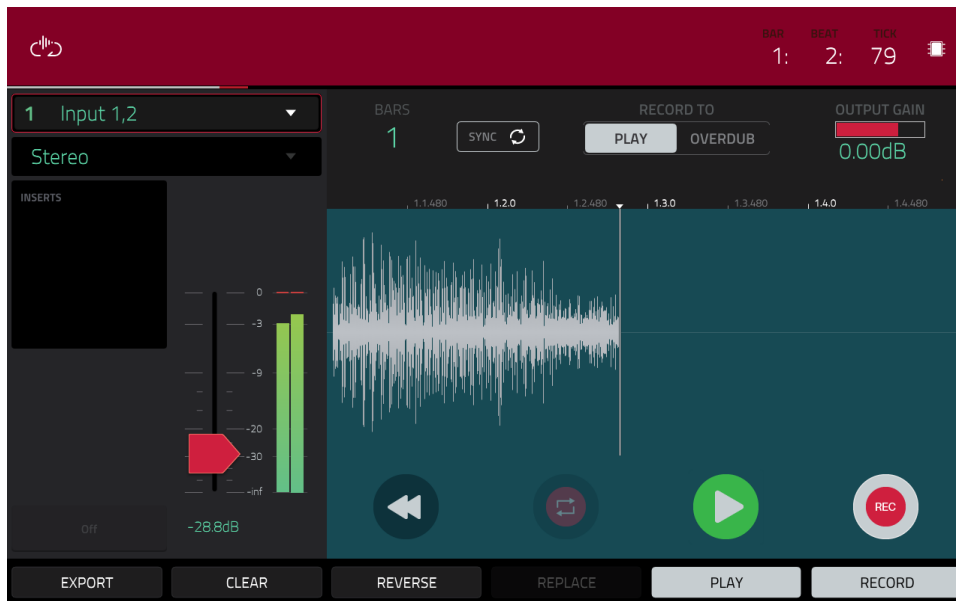 BAR BEAT TICK
1: 2: 79
1 Input 1,2
Stereo
INSERTS
0
-3
-9
-20
-30
-inf
Off
-28.8dB
BARS
1
SYNC
RECORD TO
PLAY OVERDUB
OUTPUT GAIN
0.00dB
1.1.480 1.2.0 1.2.480 1.3.0 1.3.480 1.4.0 1.4.480
REC
EXPORT CLEAR REVERSE REPLACE PLAY RECORD